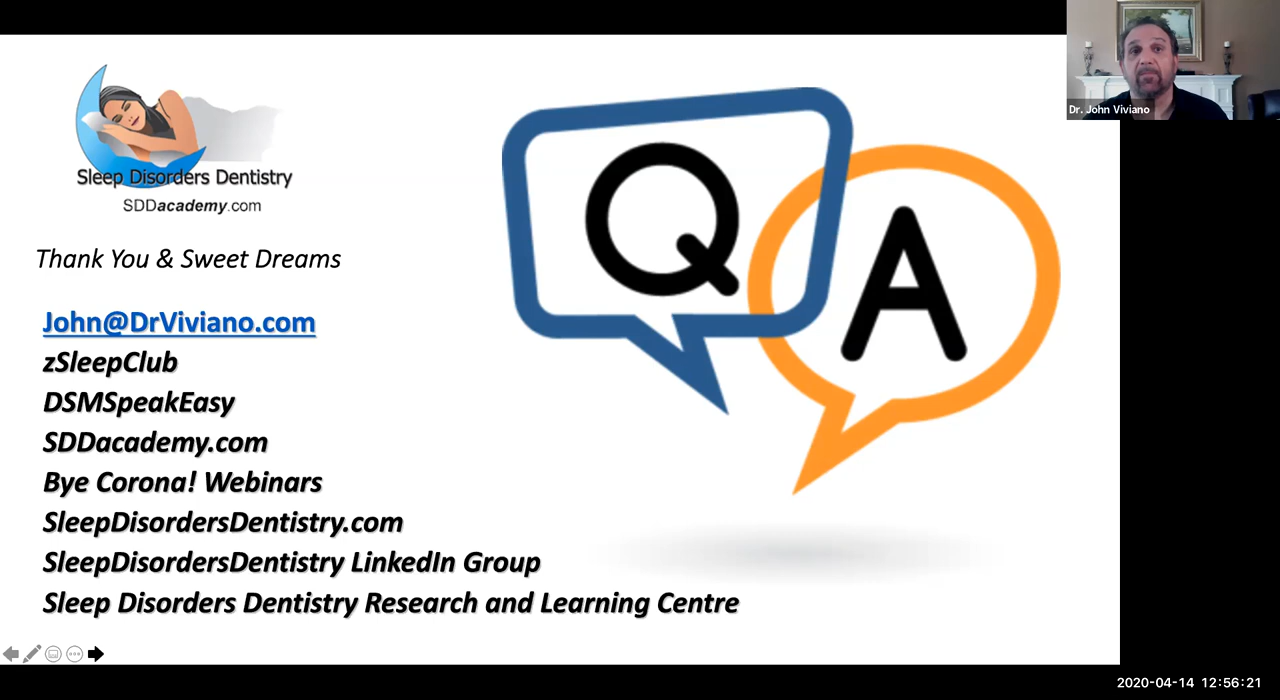 Dr. John Viviano
Sleep Disorders Dentistry
SDDacademy.com
Q
A
Thank You & Sweet Dreams
John@DrViviano.com
zSleepClub
DSMSpeakEasy
SDDacademy.com
Bye Corona! Webinars
SleepDisordersDentistry.com
SleepDisordersDentistry LinkedIn Group
Sleep Disorders Dentistry Research and Learning Centre
2020-04-14 12:56:21